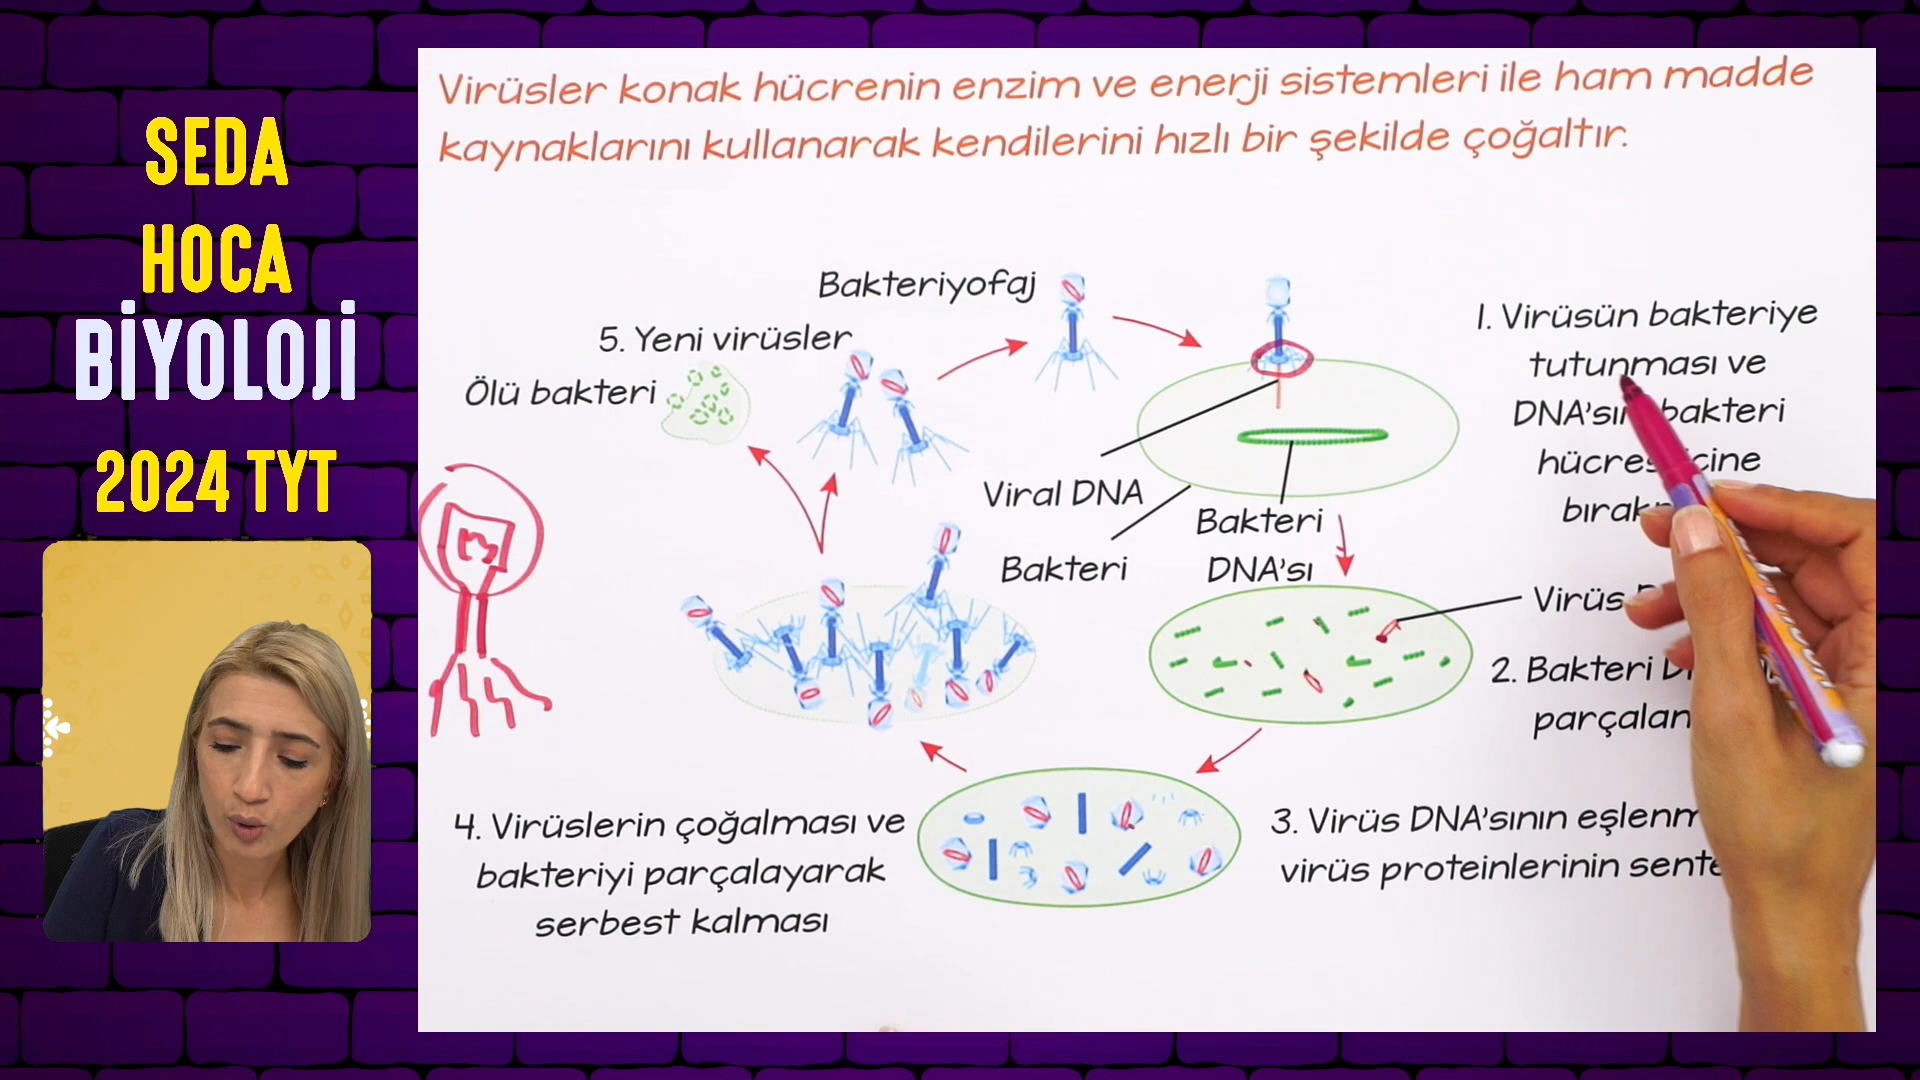 SEDA
HOCA
BİYOLOJİ
2024 TYT
Virüsler konak hücrenin enzim ve enerji sistemleri ile ham madde
kaynaklarını kullanarak kendilerini hızlı bir şekilde çoğaltır.
Bakteriyofaj
5. Yeni virüsler
Ölü bakteri
1. Virüsün bakteriye
tutunması ve
bakteri
Viral DNA
Bakteri
Bakteri
DNA'sı
Virüs
2. Bakteri
3. Virüs DNA'sının
virüs proteinlerinin
4. Virüslerin çoğalması ve
bakteriyi parçalayarak
serbest kalması